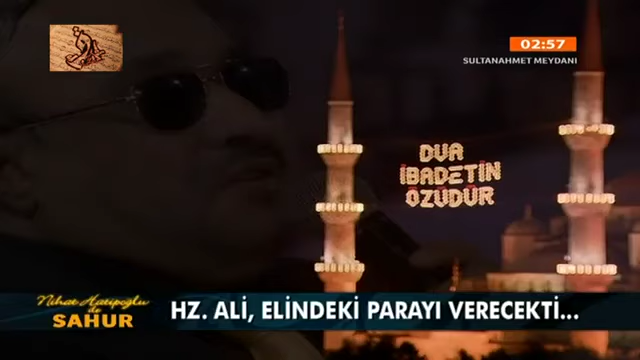 02:57
SULTANAHMET MEYDANI
DUA
İBADETİN
ÖZÜDÜR
Nihat Hatipoğlu
ile
SAHUR
HZ. ALİ, ELİNDEKİ PARAYI VERECEKTİ...